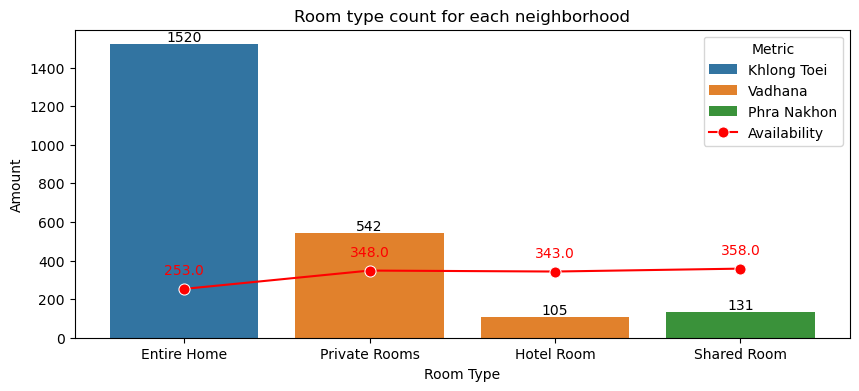 Room type count for each neighborhood
Amount
1400
1200
1000
800
600
400
200
0
1520
542
105
131
253.0
348.0
343.0
358.0
Metric
Khlong Toei
Vadhana
Phra Nakhon
Availability
Entire Home
Private Rooms
Hotel Room
Shared Room
Room Type